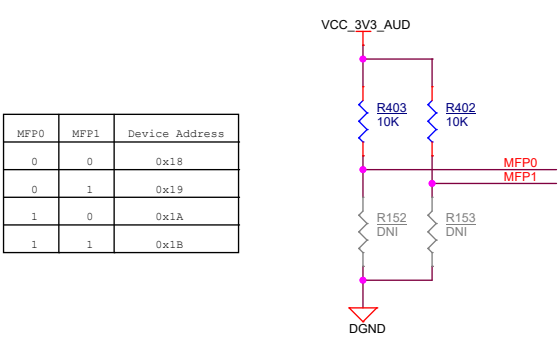 MFP0 MFP1 Device Address
0 0 0x18
0 1 0x19
1 0 0x1A
1 1 0x1B
VCC_3V3_AUD
R403 R402
10K 10K
MFP0
MFP1
R152 R153
DNI DNI
DGND